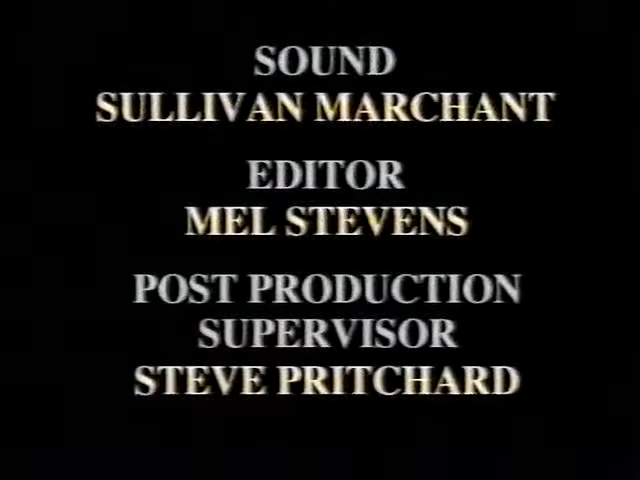 SOUND
SULLIVAN MARCHANT
EDITOR
MEL STEVENS
POST PRODUCTION
SUPERVISOR
STEVE PRITCHARD